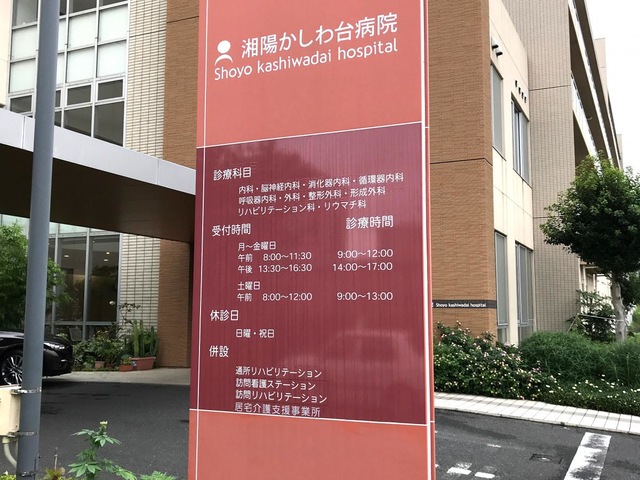 湘陽かしわ台病院
Shoyo kashiwadai hospital
診療科目
内科・脳神経内科・消化器内科・循環器内科
呼吸器内科・外科・整形外科・形成外科
リハビリテーション科・リウマチ科
受付時間 診療時間
月〜金曜日
午前 8:00〜11:30 9:00〜12:00
午後 13:30〜16:30 14:00〜17:00
土曜日
午前 8:00〜12:00 9:00〜13:00
休診日
日曜・祝日
併設
通所リハビリテーション
訪問看護ステーション
訪問リハビリテーション
居宅介護支援事業所
Shoyo kashiwadai hospital